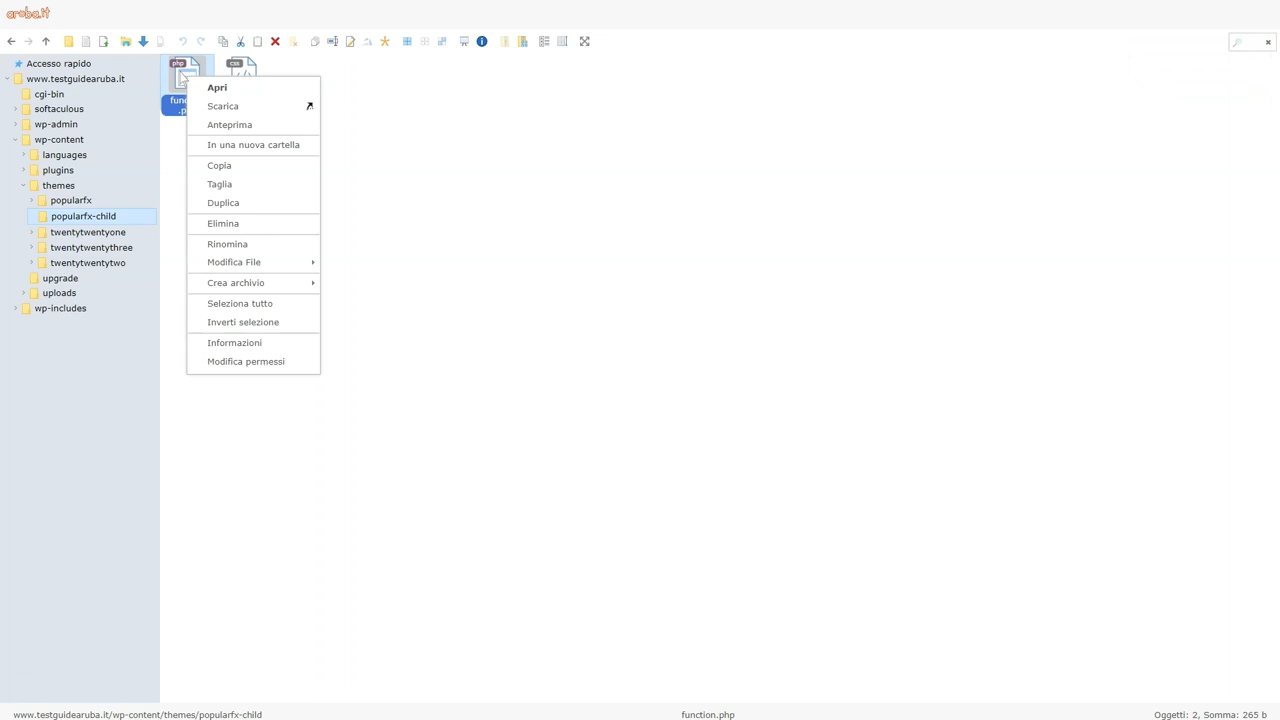 aruba.it
Accesso rapido
www.testguidearuba.it
cgi-bin
softaculous
wp-admin
wp-content
languages
plugins
themes
popularfx
popularfx-child
twentytwentyone
twentytwentythree
twentytwentytwo
upgrade
uploads
wp-includes
php
css
Apri
Scarica
Anteprima
In una nuova cartella
Copia
Taglia
Duplica
Elimina
Rinomina
Modifica File
Crea archivio
Seleziona tutto
Inverti selezione
Informazioni
Modifica permessi
www.testguidearuba.it/wp-content/themes/popularfx-child
function.php
Oggetti: 2, Somma: 265 b